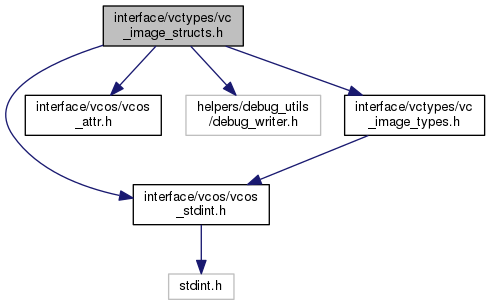 interface/vctypes/vc
_image_structs.h
interface/vcos/vcos
_attr.h
helpers/debug_utils
/debug_writer.h
interface/vctypes/vc
_image_types.h
interface/vcos/vcos
_stdint.h
stdint.h